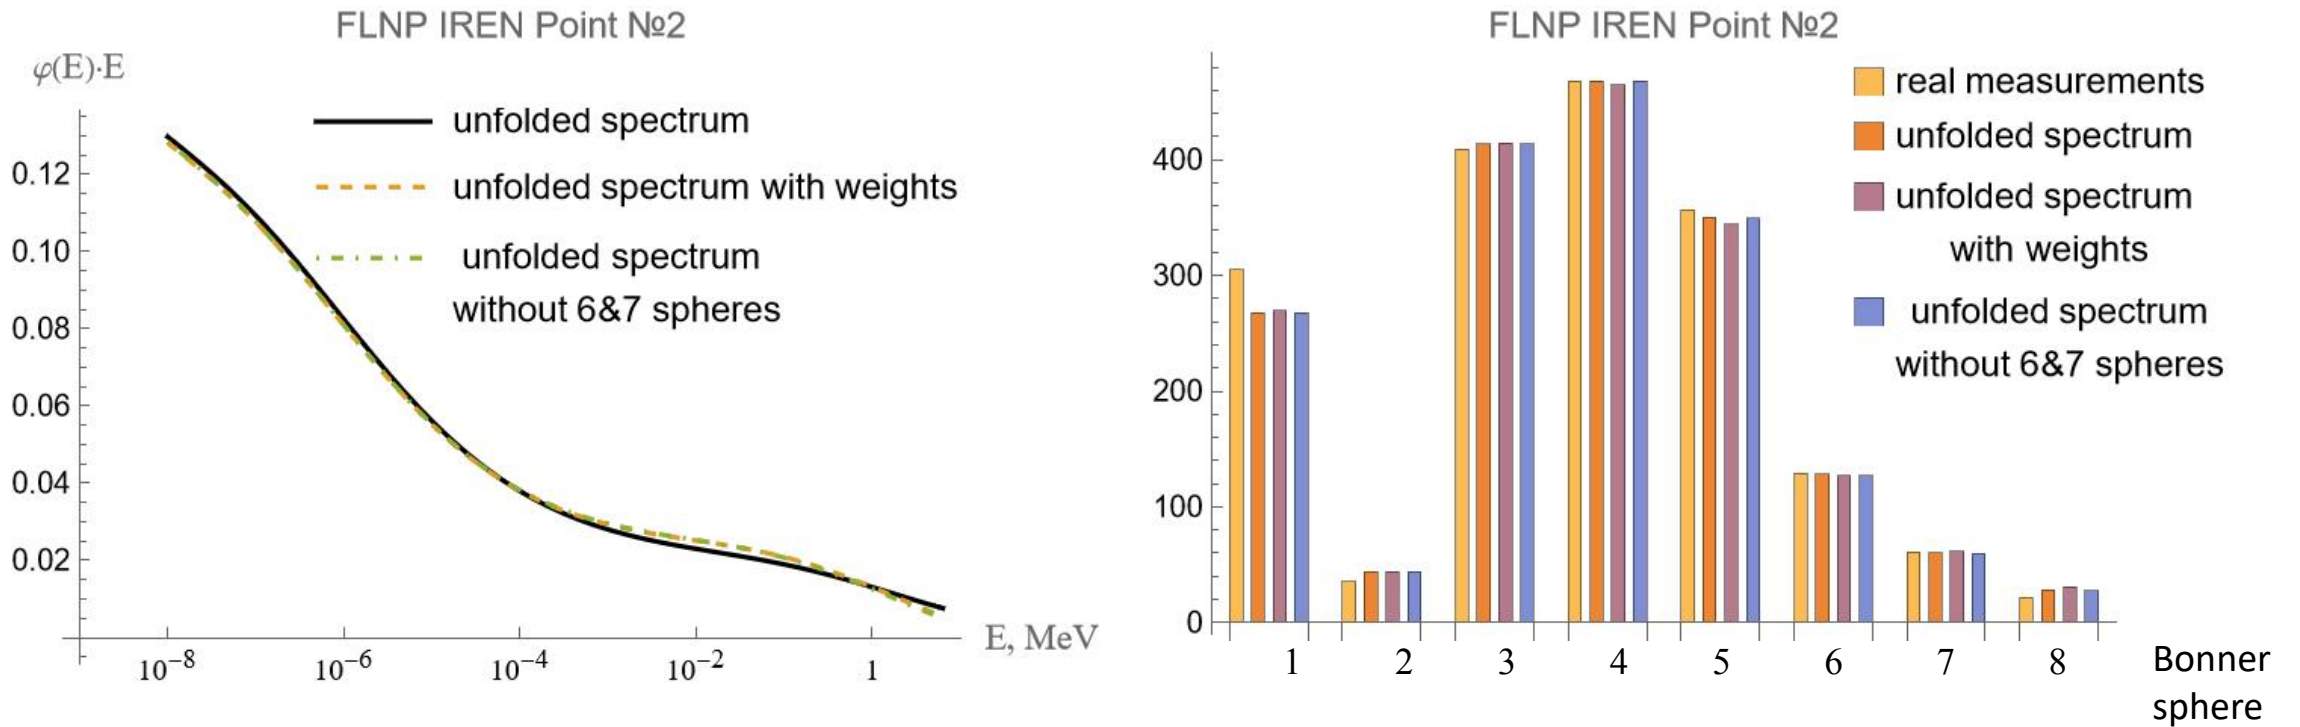 FLNP IREN Point №2
φ(E)·E
unfolded spectrum
unfolded spectrum with weights
unfolded spectrum
without 6&7 spheres
0.12
0.10
0.08
0.06
0.04
0.02
10⁻⁸
10⁻⁶
10⁻⁴
10⁻²
1
E, MeV
FLNP IREN Point №2
real measurements
unfolded spectrum
unfolded spectrum
with weights
unfolded spectrum
without 6&7 spheres
400
300
200
100
0
1
2
3
4
5
6
7
8
Bonner
sphere